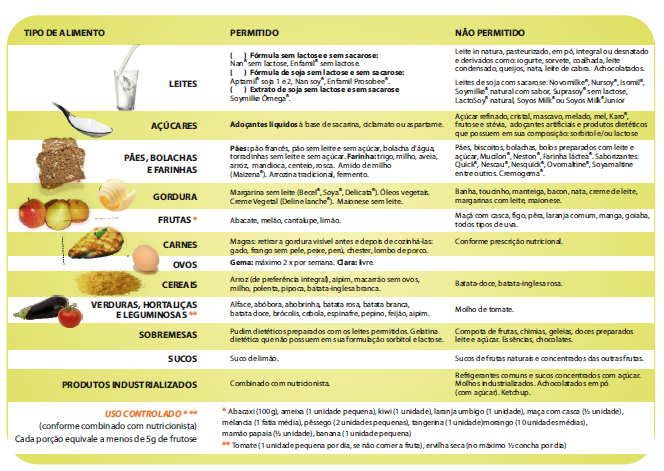 TIPO DE ALIMENTO PERMITIDO NÃO PERMITIDO
LEITES
( ) Fórmula sem lactose e sem sacarose:
Nan® sem lactose, Enfamil® sem lactose.
( ) Fórmula de soja sem lactose e sem sacarose:
Aptamil® soja 1 e 2, Nan soy®, Enfamil Prosobee®.
( ) Extrato de soja sem lactose e sem sacarose
Soymilke Ômega®.
Leite in natura, pasteurizado, em pó, integral ou desnatado
e derivados como: iogurte, sorvete, coalhada, leite
condensado, queijos, nata, leite de cabra. Achocolatados.
Leites de soja com sacarose: Novomilke®, Nursoy®, Isomil®,
Soymilke® natural com sabor, Suprasoy® sem lactose,
LactoSoy® natural, Soyos Milk® ou Soyos Milk® Junior
AÇÚCARES
Adoçantes líquidos à base de sacarina, ciclamato ou aspartame.
Açúcar refinado, cristal, mascavo, melado, mel, Karo®,
frutose e stévia, adoçantes artificiais e produtos dietéticos
que possuem em sua composição: sorbitol e/ou lactose
PÃES, BOLACHAS
E FARINHAS
Pães: pão francês, pão sem leite e sem açúcar, bolacha d'água,
torradinhas sem leite e sem açúcar. Farinhas: trigo, milho, aveia,
arroz, mandioca, centeio, rosca. Amido de milho
(Maizena®). Arrozina tradicional, fermento.
Pães, biscoitos, bolachas, bolos preparados com leite e
açúcar, Mucilon®, Neston®, Farinha láctea®. Saborizantes:
Quick®, Nescau®, Nesquick®, Ovomaltine®, Soyamaltine
entre outros. Cremogema®.
GORDURA
Margarina sem leite (Becel®, Soya®, Delicata®). Óleos vegetais.
Creme Vegetal (Deline lanche®). Maionese sem leite.
Banha, toucinho, manteiga, bacon, nata, creme de leite,
margarinas com leite, maionese.
FRUTAS *
Abacate, melão, cantalupe, limão.
Maçã com casca, figo, pêra, laranja comum, manga, goiaba,
todos tipos de uva.
CARNES
Magras: retirar a gordura visível antes e depois de cozinhá-las:
gado, frango sem pele, peixe, perú, chester, lombo de porco.
Conforme prescrição nutricional.
OVOS
Gema: máximo 2 x por semana. Clara: livre.
CEREAIS
Arroz (de preferência integral), aipim, macarrão sem ovos,
milho, polenta, pipoca, batata-inglesa branca.
Batata-doce, batata-inglesa rosa.
VERDURAS, HORTALIÇAS
E LEGUMINOSAS **
Alface, abóbora, abobrinha, batata rosa, batata branca,
batata doce, brócolis, cebola, espinafre, pepino, feijão, aipim.
Molho de tomate.
SOBREMESAS
Pudim dietéticos preparados com os leites permitidos. Gelatina
dietética que não possuem em sua formulação sorbitol e lactose.
Compota de frutas, chimias, geleias, doces preparados
leite e açúcar. Essências, chocolates.
SUCOS
Suco de limão.
Sucos de frutas naturais e concentrados das outras frutas.
PRODUTOS INDUSTRIALIZADOS
Combinado com nutricionista.
Refrigerantes comuns e sucos concentrados com açúcar.
Molhos industrializados. Achocolatados em pó
(com açúcar). Ketchup.
USO CONTROLADO * **
(conforme combinado com nutricionista)
Cada porção equivale a menos de 5g de frutose
* Abacaxi (100g), ameixa (1 unidade pequena), kiwi (1 unidade), laranja umbigo (1 unidade), maça com casca (½ unidade),
melancia (1 fatia média), pêssego (2 unidades pequenas), tangerina (1 unidade) morango (10 unidades médias),
mamão papaia (½ unidade), banana (1 unidade pequena)
** Tomate (1 unidade pequena por dia, se não comer a fruta), ervilha seca (no máximo ½ concha por dia)